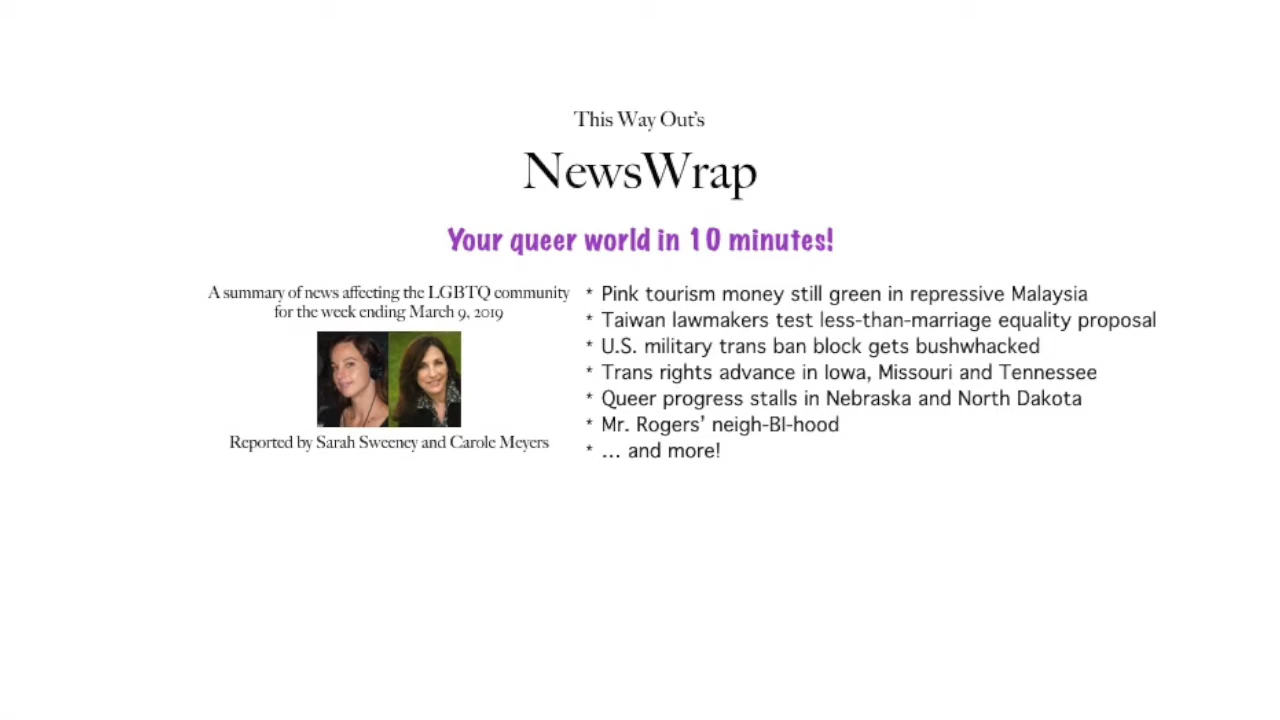 This Way Out’s
NewsWrap
Your queer world in 10 minutes!
A summary of news affecting the LGBTQ community
for the week ending March 9, 2019
Reported by Sarah Sweeney and Carole Meyers
* Pink tourism money still green in repressive Malaysia
* Taiwan lawmakers test less-than-marriage equality proposal
* U.S. military trans ban block gets bushwhacked
* Trans rights advance in Iowa, Missouri and Tennessee
* Queer progress stalls in Nebraska and North Dakota
* Mr. Rogers’ neigh-BI-hood
* … and more!